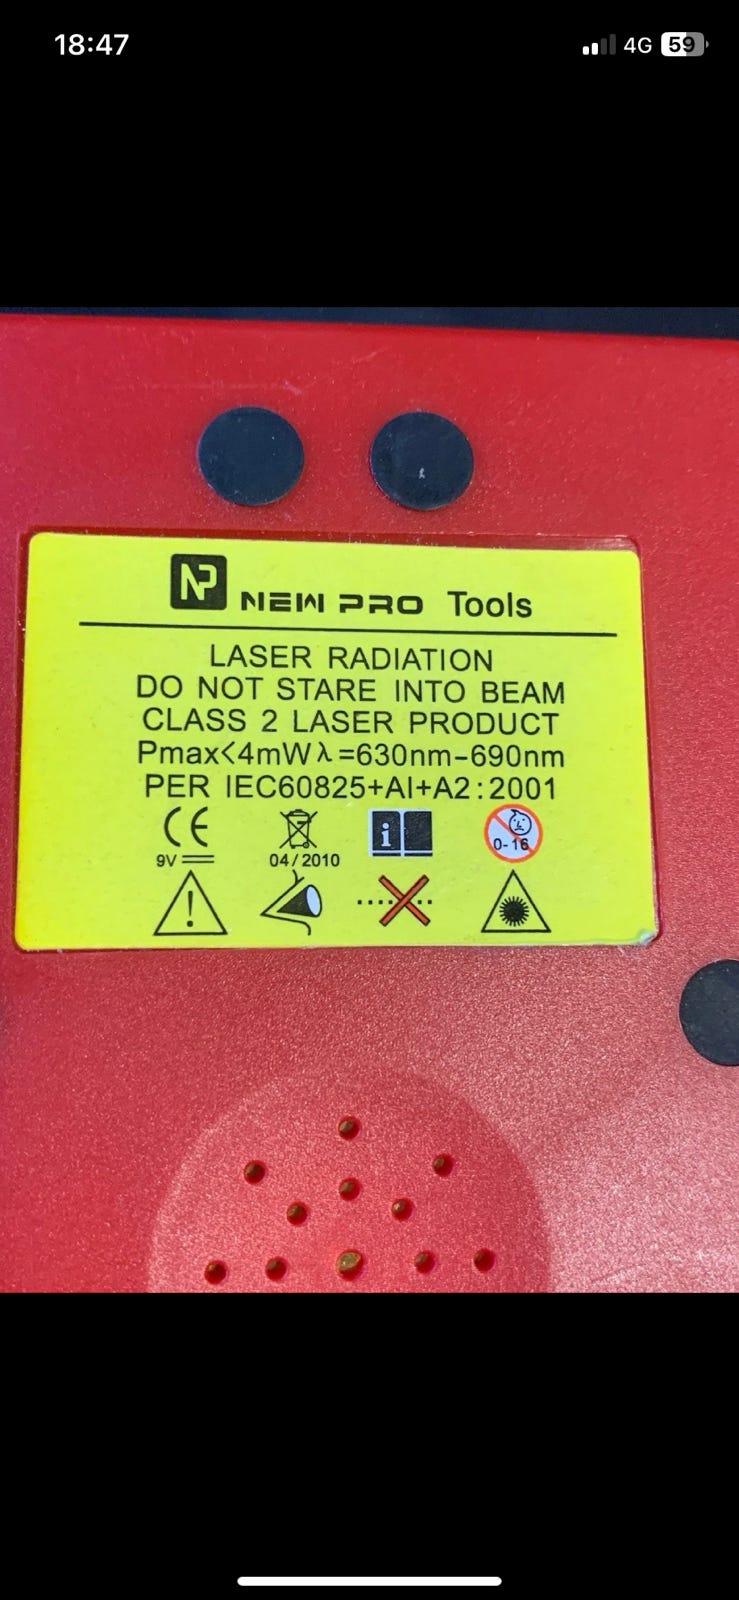 18:47
4G 59
NP NEW PRO Tools
LASER RADIATION
DO NOT STARE INTO BEAM
CLASS 2 LASER PRODUCT
Pmax<4mW λ=630nm-690nm
PER IEC60825+AI+A2:2001
CE
i
0-16
9V
04/2010
!